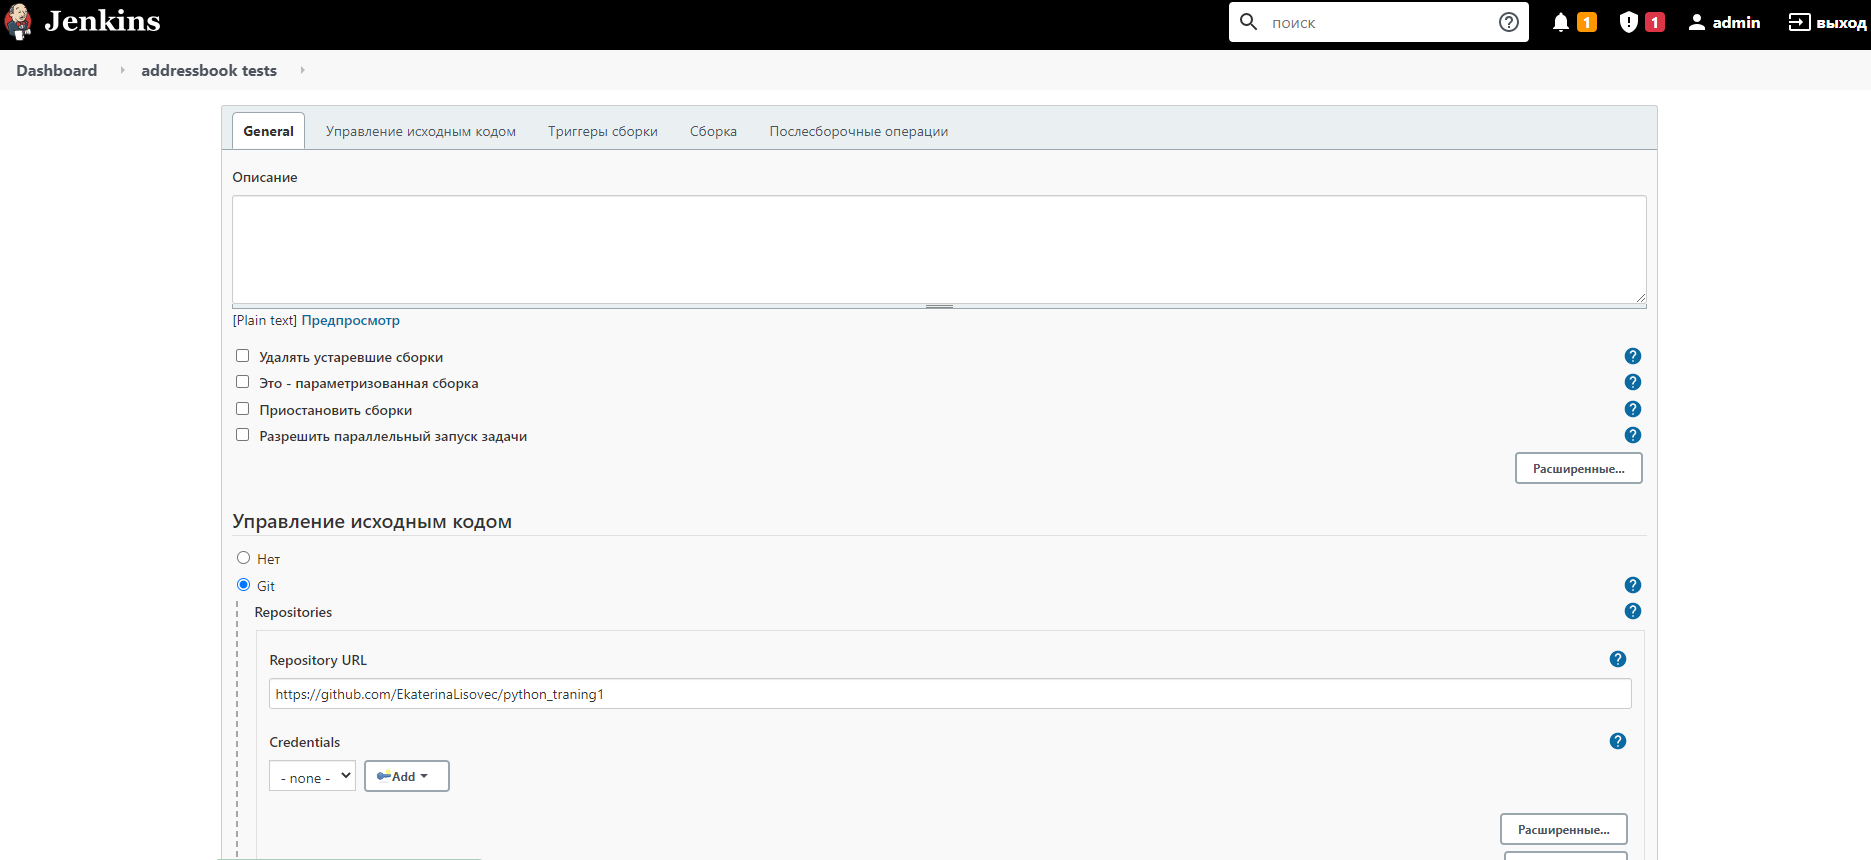 Jenkins
поиск
1
1
admin
выход
Dashboard
addressbook tests
General
Управление исходным кодом
Триггеры сборки
Сборка
Послесборочные операции
Описание
[Plain text] Предпросмотр
Удалять устаревшие сборки
Это - параметризованная сборка
Приостановить сборки
Разрешить параллельный запуск задачи
Расширенные...
Управление исходным кодом
Нет
Git
Repositories
Repository URL
https://github.com/EkaterinaLisovec/python_traning1
Credentials
- none -
Add
Расширенные...